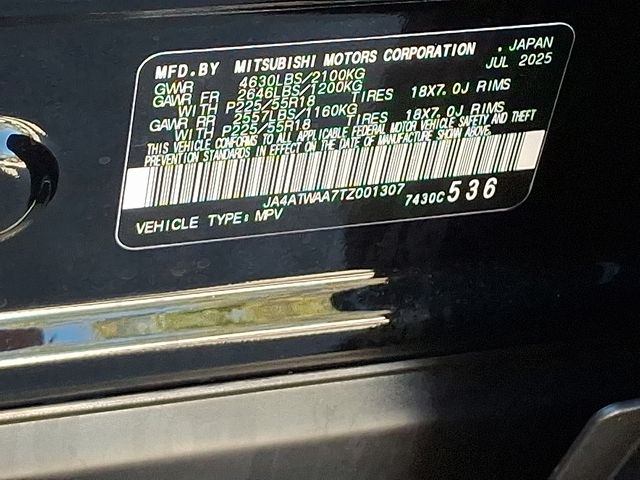 MFD.BY MITSUBISHI MOTORS CORPORATION . JAPAN
JUL 2025
GVWR 4630LBS/2100KG
GAWR FR 2646LBS/1200KG
WITH P225/55R18 TIRES 18X7.0J RIMS
GAWR RR 2557LBS/1160KG
WITH P225/55R18 TIRES 18X7.0J RIMS
THIS VEHICLE CONFORMS TO ALL APPLICABLE FEDERAL MOTOR VEHICLE SAFETY AND THEFT
PREVENTION STANDARDS IN EFFECT ON THE DATE OF MANUFACTURE SHOWN ABOVE.
JA4ATWAA7TZ001307 7430C 536
VEHICLE TYPE: MPV